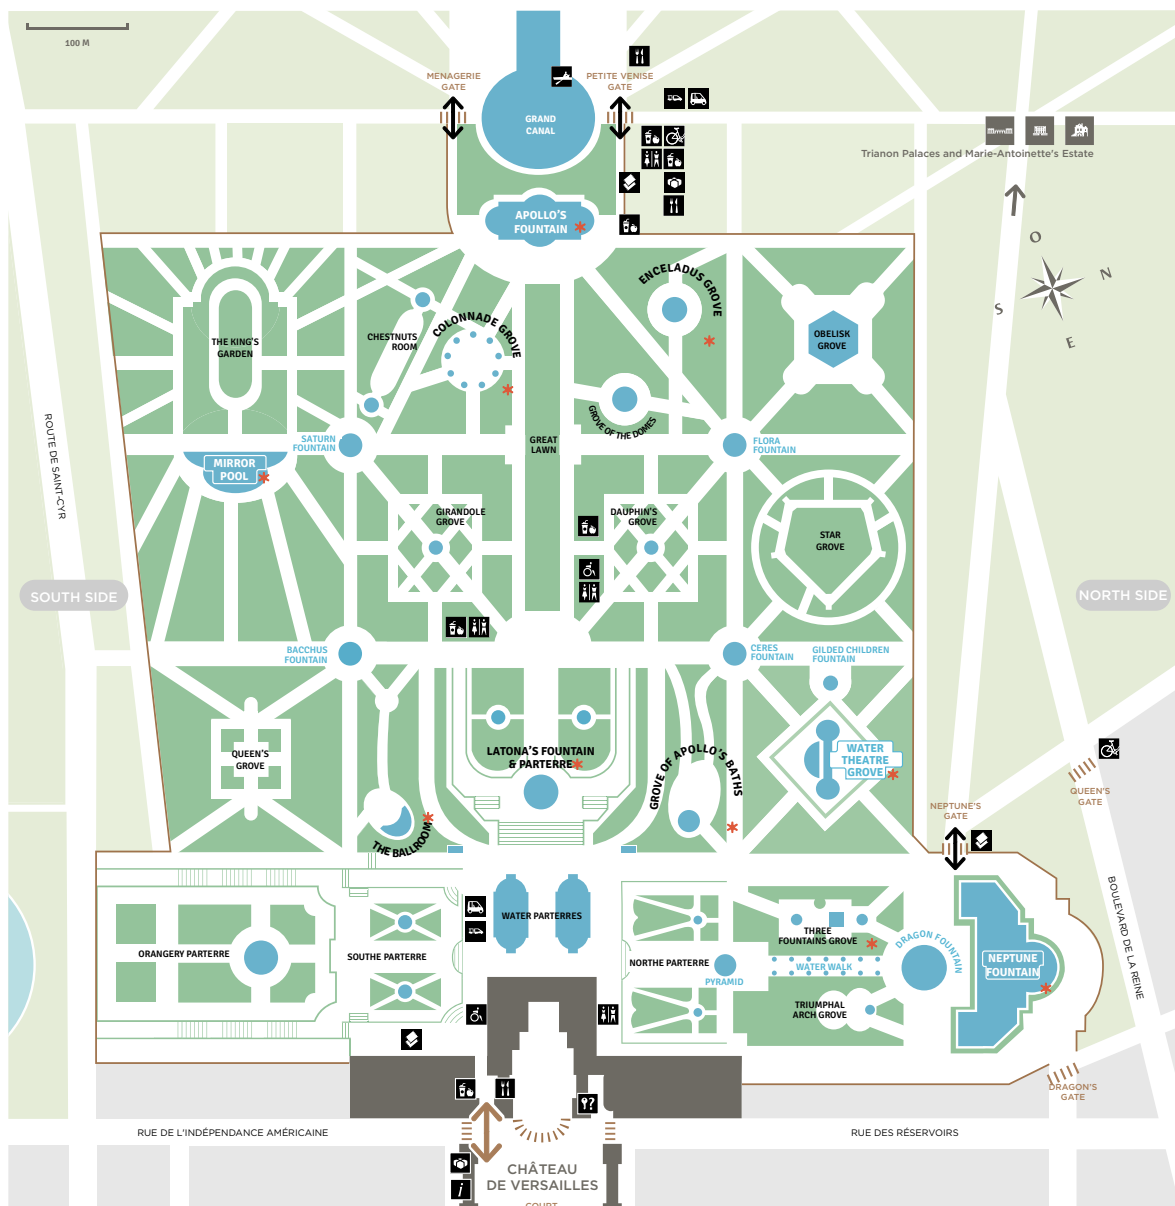 100 M
MENAGERIE
GATE
PETITE VENISE
GATE
GRAND
CANAL
Trianon Palaces and Marie-Antoinette's Estate
APOLLO'S
FOUNTAIN
O
N
S
E
ENCELADUS GROVE
COLONNADE GROVE
THE KING'S
GARDEN
CHESTNUTS
ROOM
OBELISK
GROVE
GROVE OF THE DOMES
ROUTE DE SAINT-CYR
SATURN
FOUNTAIN
GREAT
LAWN
FLORA
FOUNTAIN
MIRROR
POOL
GIRANDOLE
GROVE
DAUPHIN'S
GROVE
STAR
GROVE
SOUTH SIDE
NORTH SIDE
BACCHUS
FOUNTAIN
CERES
FOUNTAIN
GILDED CHILDREN
FOUNTAIN
QUEEN'S
GROVE
LATONA'S FOUNTAIN
& PARTERRE
GROVE OF APOLLO'S BATHS
WATER
THEATRE
GROVE
THE BALLROOM
NEPTUNE'S
GATE
QUEEN'S
GATE
BOULEVARD DE LA REINE
WATER PARTERRES
ORANGERY PARTERRE
SOUTHE PARTERRE
NORTHE PARTERRE
PYRAMID
THREE
FOUNTAINS GROVE
WATER WALK
DRAGON FOUNTAIN
NEPTUNE
FOUNTAIN
TRIUMPHAL
ARCH GROVE
DRAGON'S
GATE
?
RUE DE L'INDÉPENDANCE AMÉRICAINE
RUE DES RÉSERVOIRS
i
CHÂTEAU
DE VERSAILLES
COURT